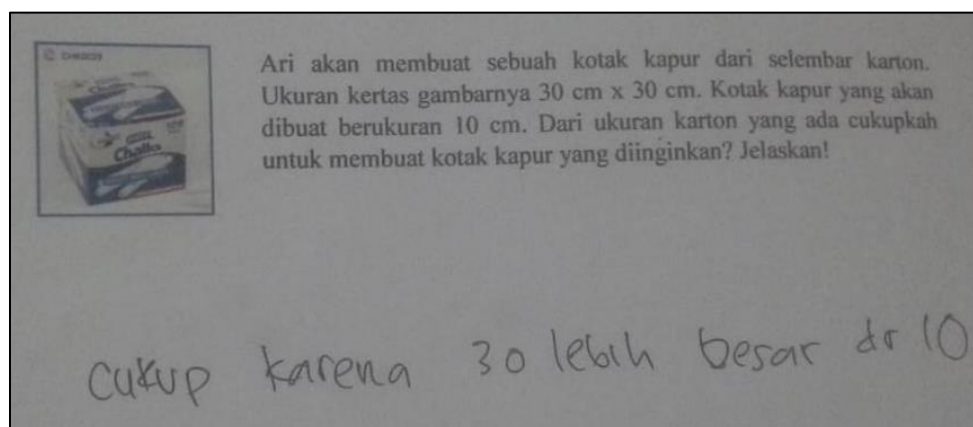 Chalks
Chalks
Ari akan membuat sebuah kotak kapur dari selembar karton.
Ukuran kertas gambarnya 30 cm x 30 cm. Kotak kapur yang akan
dibuat berukuran 10 cm. Dari ukuran karton yang ada cukupkah
untuk membuat kotak kapur yang diinginkan? Jelaskan!
cukup karena 30 lebih besar dr 10